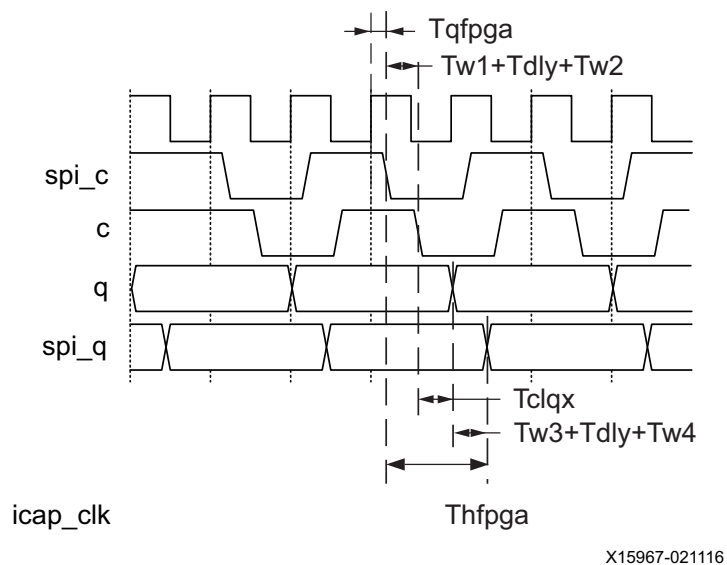 Tqfpga
Tw1+Tdly+Tw2
spi_c
c
q
spi_q
Tclqx
Tw3+Tdly+Tw4
icap_clk
Thfpga
X15967-021116